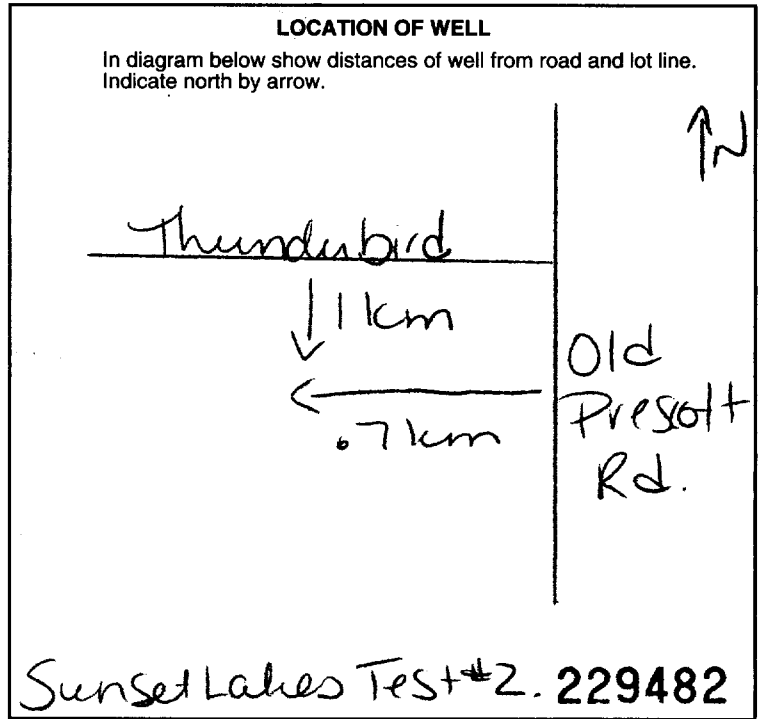 LOCATION OF WELL
In diagram below show distances of well from road and lot line.
Indicate north by arrow.
N
Thunderbird
1 km
Old
Prescott
Rd.
.7 km
Sunset Lakes Test #2. 229482